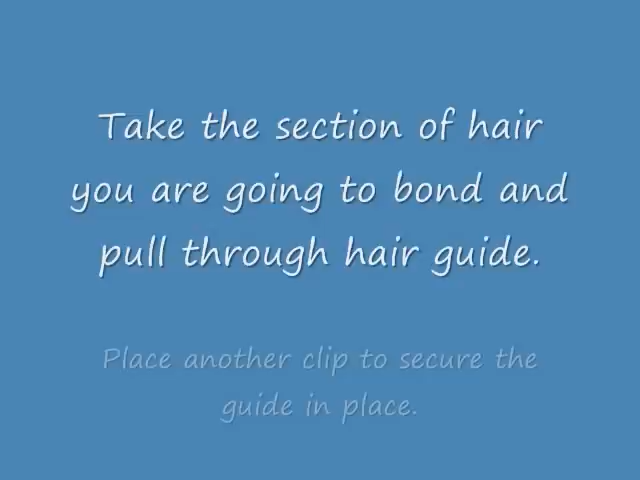 Take the section of hair
you are going to bond and
pull through hair guide.
Place another clip to secure the
guide in place.